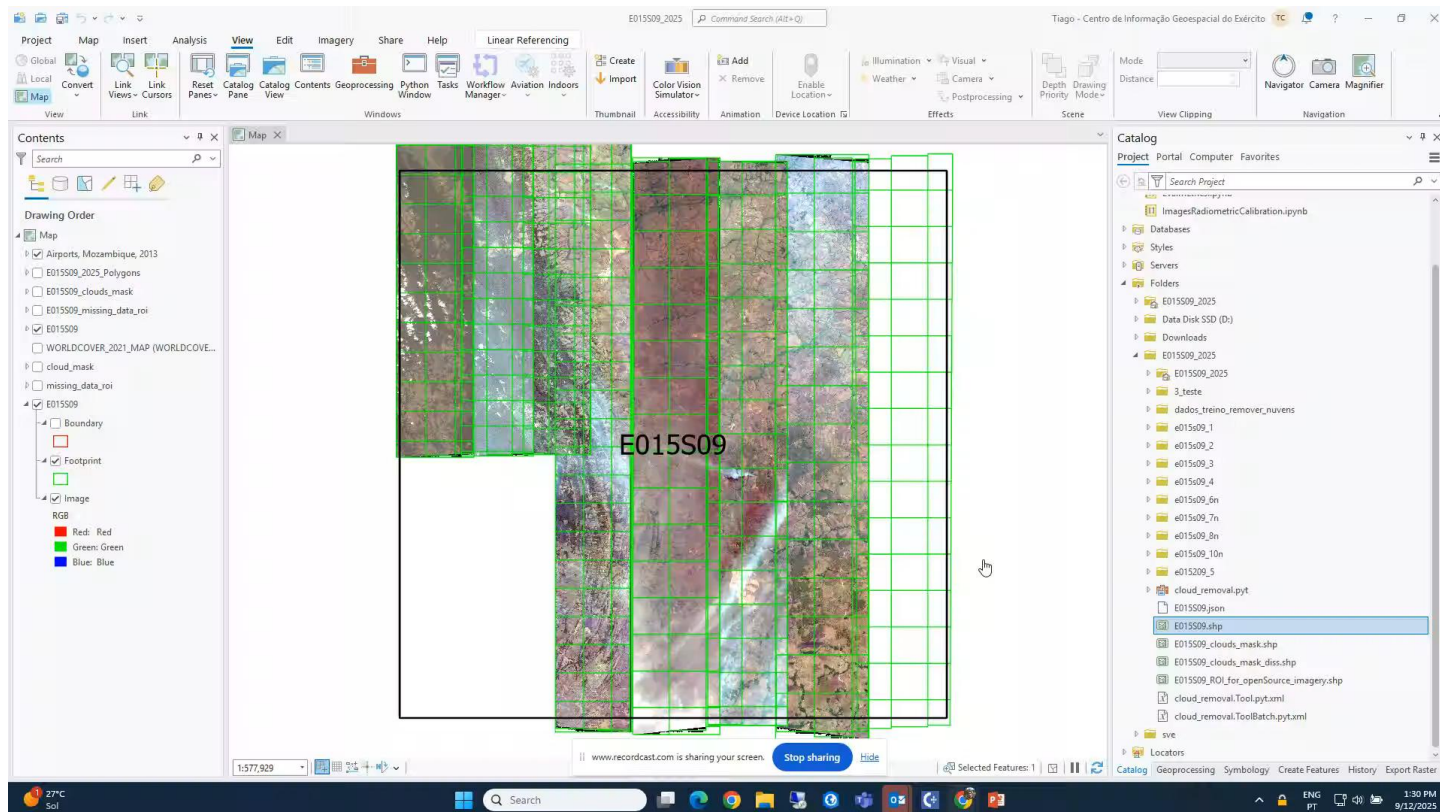 E015S09_2025
Command Search (Alt+Q)
Tiago - Centro de Informação Geoespacial do Exército
TC
?
Project Map Insert Analysis View Edit Imagery Share Help Linear Referencing
Global
Local
Map
Convert
Link Views
Link Cursors
Reset Panes
Catalog Pane
Catalog View
Contents
Geoprocessing
Python Window
Tasks
Workflow Manager
Aviation
Indoors
Create
Import
Color Vision Simulator
Add
Remove
Enable Location
Illumination
Weather
Visual
Camera
Postprocessing
Depth Priority
Drawing Mode
Mode
Distance
Navigator
Camera
Magnifier
View
Link
Windows
Thumbnail
Accessibility
Animation
Device Location
Effects
Scene
View Clipping
Navigation
Contents
Search
Drawing Order
Map
Airports, Mozambique, 2013
E015S09_2025_Polygons
E015S09_clouds_mask
E015S09_missing_data_roi
E015S09
WORLDCOVER_2021_MAP (WORLDCOVE...
cloud_mask
missing_data_roi
E015S09
Boundary
Footprint
Image
RGB
Red: Red
Green: Green
Blue: Blue
Map
E015S09
1:577,929
Selected Features: 1
www.recordcast.com is sharing your screen.
Stop sharing
Hide
Catalog
Project Portal Computer Favorites
Search Project
ImagesRadiometricCalibration.ipynb
Databases
Styles
Servers
Folders
E015S09_2025
Data Disk SSD (D:)
Downloads
E015S09_2025
E015S09_2025
3_teste
dados_treino_remover_nuvens
e015s09_1
e015s09_2
e015s09_3
e015s09_4
e015s09_6n
e015s09_7n
e015s09_8n
e015s09_10n
e015209_5
cloud_removal.pyt
E015S09.json
E015S09.shp
E015S09_clouds_mask.shp
E015S09_clouds_mask_diss.shp
E015S09_ROI_for_openSource_imagery.shp
cloud_removal.Tool.pyt.xml
cloud_removal.ToolBatch.pyt.xml
sve
Locators
Catalog Geoprocessing Symbology Create Features History Export Raster
1
27°C
Sol
Search
ENG
PT
1:30 PM
9/12/2025